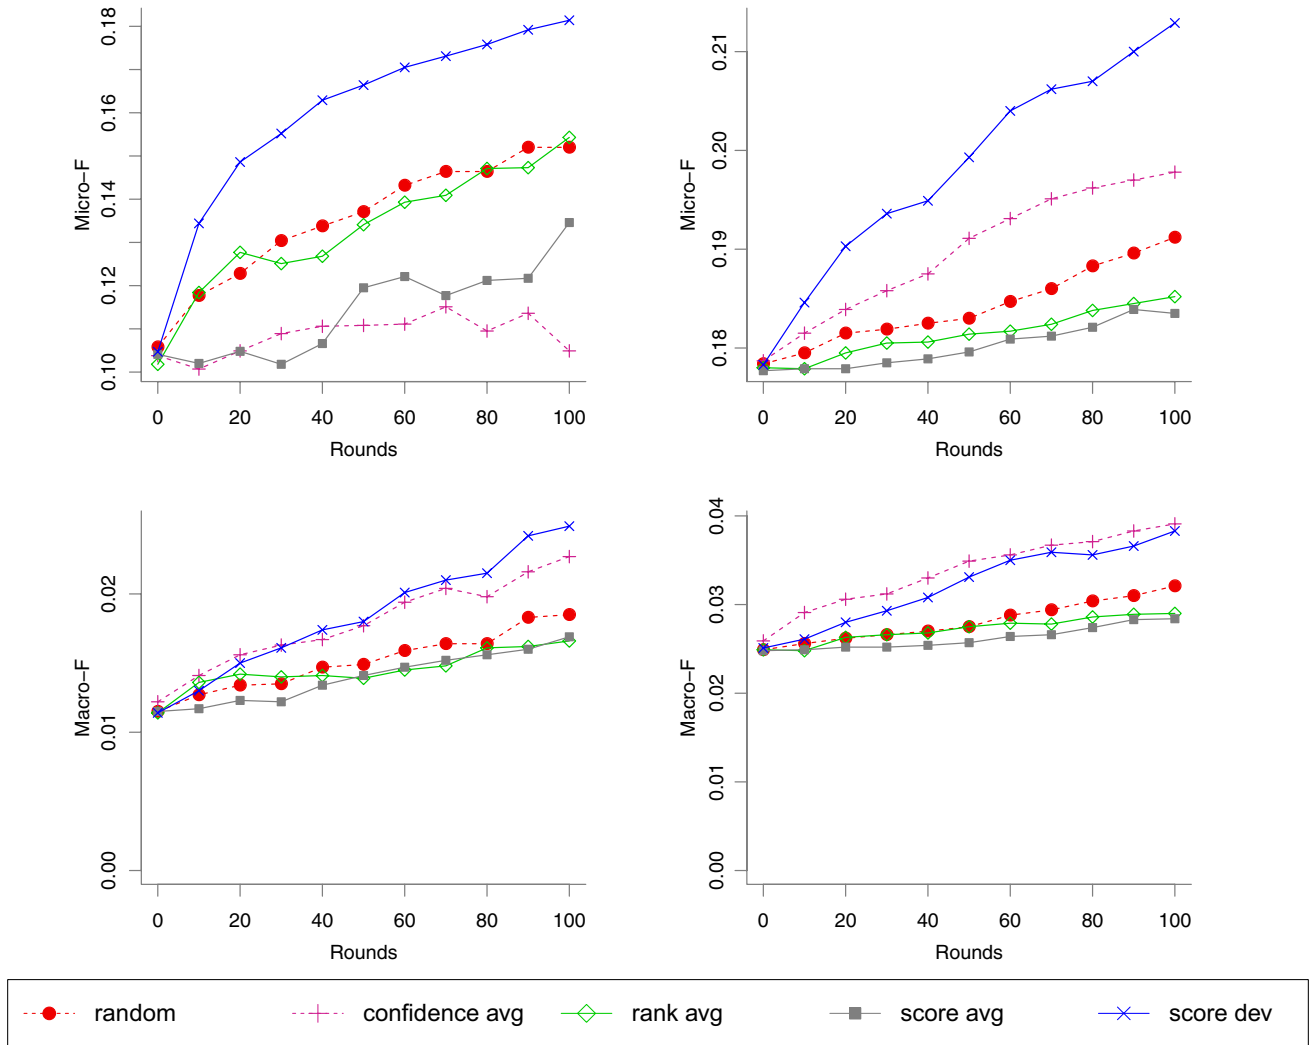 0.10 0.12 0.14 0.16 0.18
Micro−F
0 20 40 60 80 100
Rounds
0.18 0.19 0.20 0.21
Micro−F
0 20 40 60 80 100
Rounds
0.00 0.01 0.02
Macro−F
0 20 40 60 80 100
Rounds
0.00 0.01 0.02 0.03 0.04
Macro−F
0 20 40 60 80 100
Rounds
random confidence avg rank avg score avg score dev